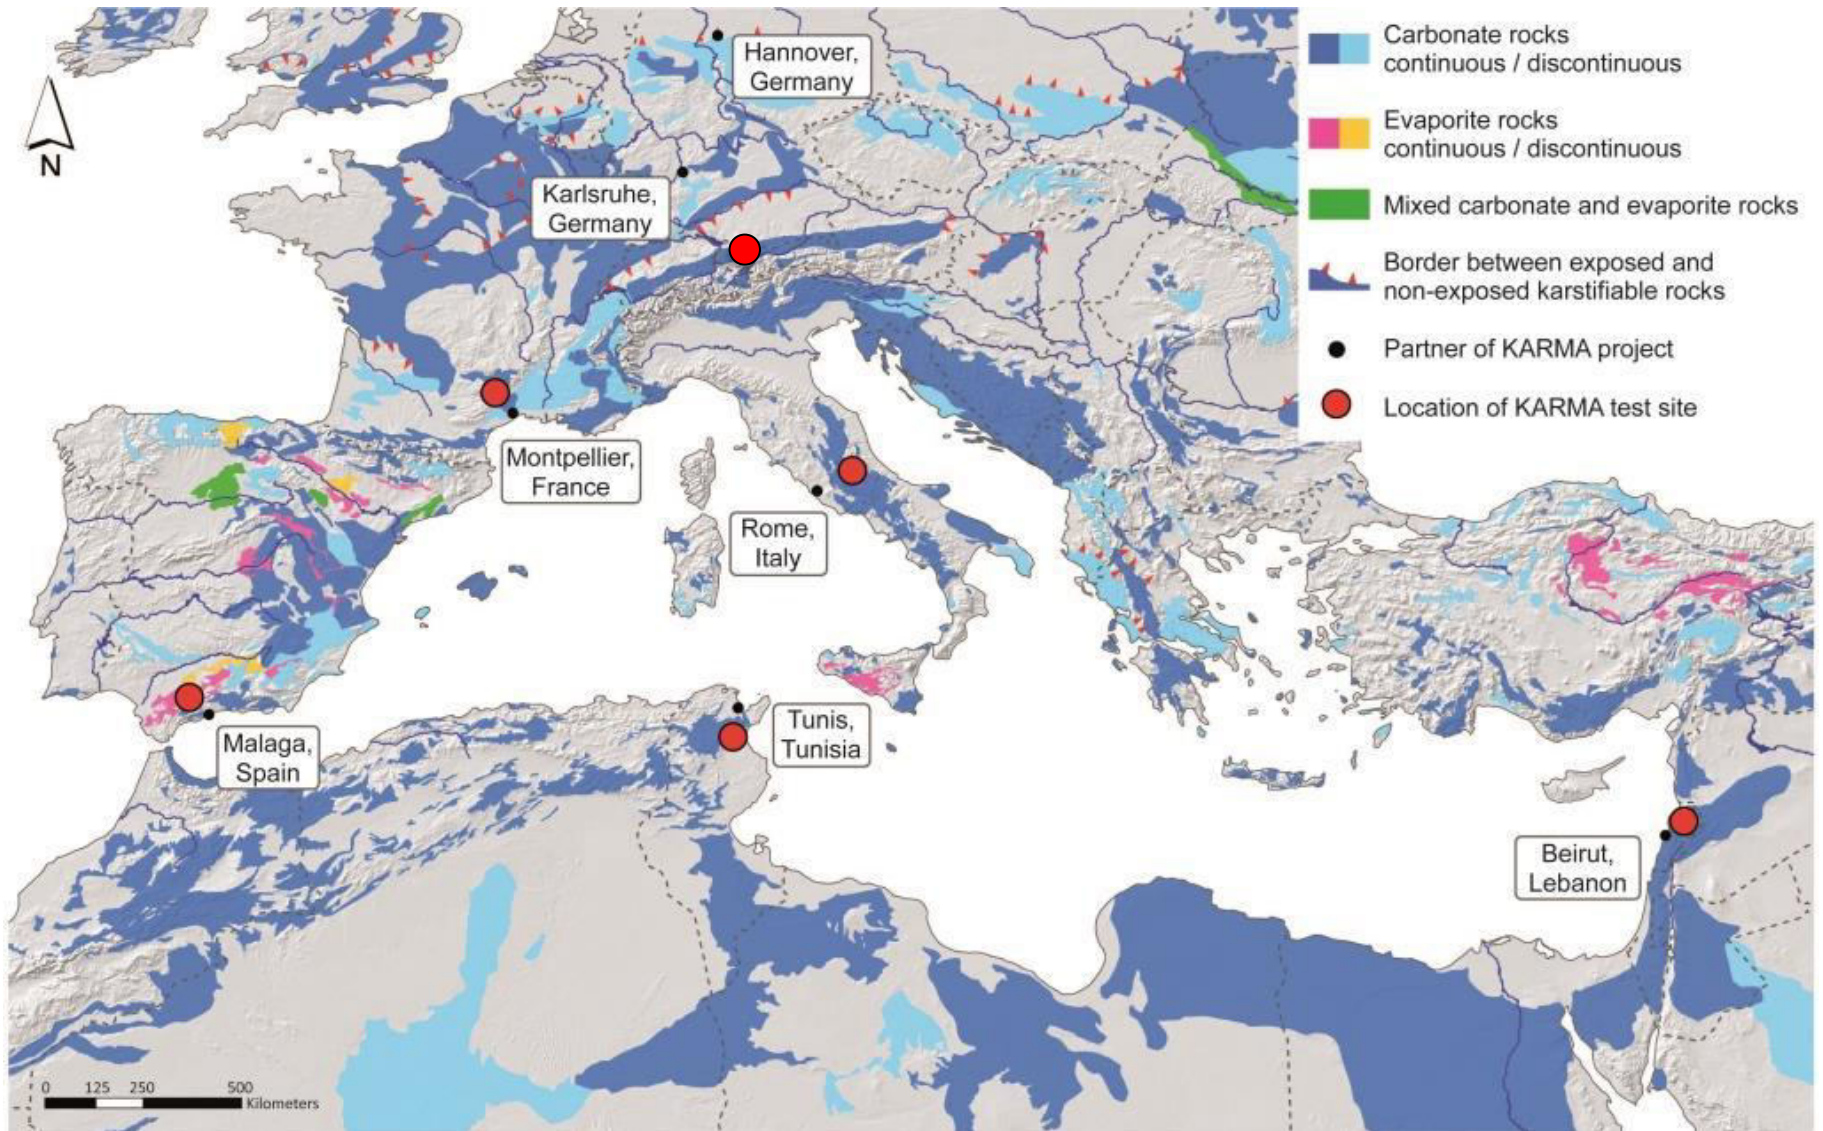 Hannover,
Germany
Carbonate rocks
continuous / discontinuous
Evaporite rocks
continuous / discontinuous
N
Karlsruhe,
Germany
Mixed carbonate and evaporite rocks
Border between exposed and
non-exposed karstifiable rocks
Partner of KARMA project
Location of KARMA test site
Montpellier,
France
Rome,
Italy
Malaga,
Spain
Tunis,
Tunisia
Beirut,
Lebanon
0 125 250 500
Kilometers